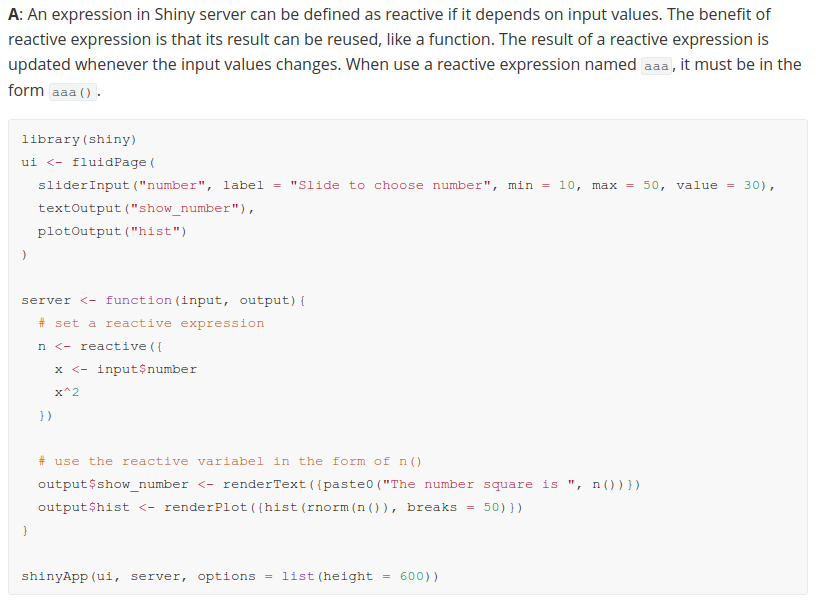 A: An expression in Shiny server can be defined as reactive if it depends on input values. The benefit of
reactive expression is that its result can be reused, like a function. The result of a reactive expression is
updated whenever the input values changes. When use a reactive expression named aaa, it must be in the
form aaa().
library(shiny)
ui <- fluidPage(
  sliderInput("number", label = "Slide to choose number", min = 10, max = 50, value = 30),
  textOutput("show_number"),
  plotOutput("hist")
)

server <- function(input, output){
  # set a reactive expression
  n <- reactive({
    x <- input$number
    x^2
  })

  # use the reactive variabel in the form of n()
  output$show_number <- renderText({paste0("The number square is ", n())})
  output$hist <- renderPlot({hist(rnorm(n()), breaks = 50)})
}

shinyApp(ui, server, options = list(height = 600))